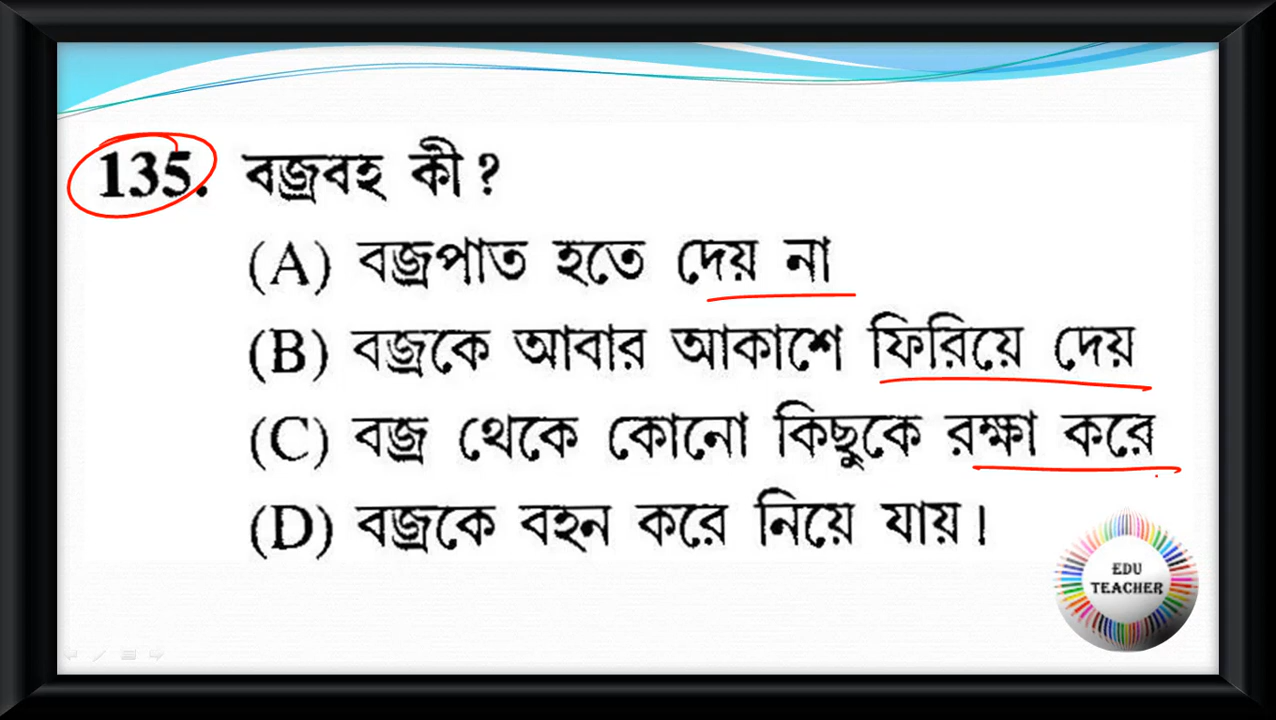 135. বজ্রবহ কী?
(A) বজ্রপাত হতে দেয় না
(B) বজ্রকে আবার আকাশে ফিরিয়ে দেয়
(C) বজ্র থেকে কোনো কিছুকে রক্ষা করে
(D) বজ্রকে বহন করে নিয়ে যায়।
EDU
TEACHER